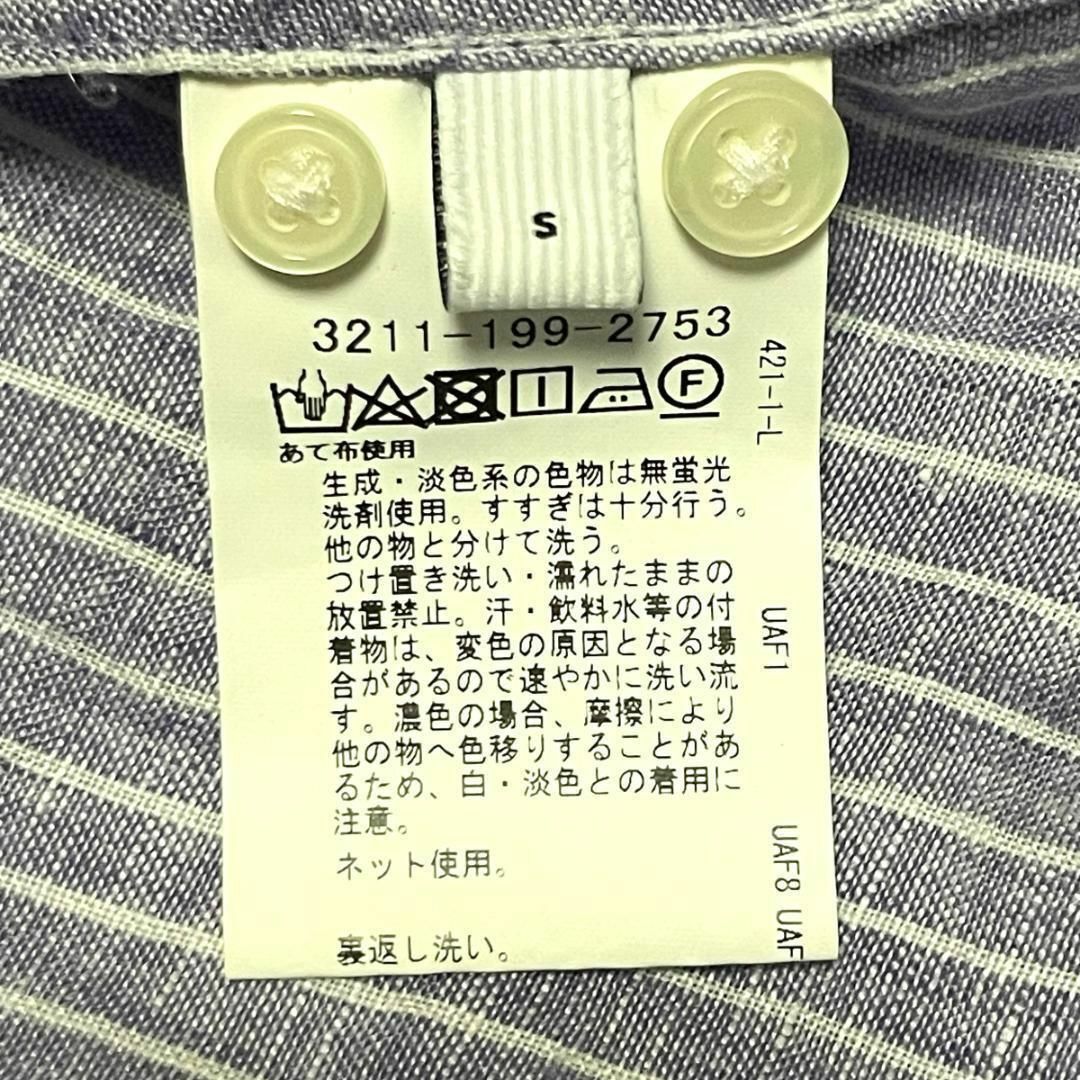 S
3211-199-2753
F
あて布使用
生成・淡色系の色物は無蛍光
洗剤使用。すすぎは十分行う。
他の物と分けて洗う。
つけ置き洗い・濡れたままの
放置禁止。汗・飲料水等の付
着物は、変色の原因となる場
合があるので速やかに洗い流
す。濃色の場合、摩擦により
他の物へ色移りすることがあ
るため、白・淡色との着用に
注意。
ネット使用。
裏返し洗い。
421-1-L
UAF1
UAF8 UAF